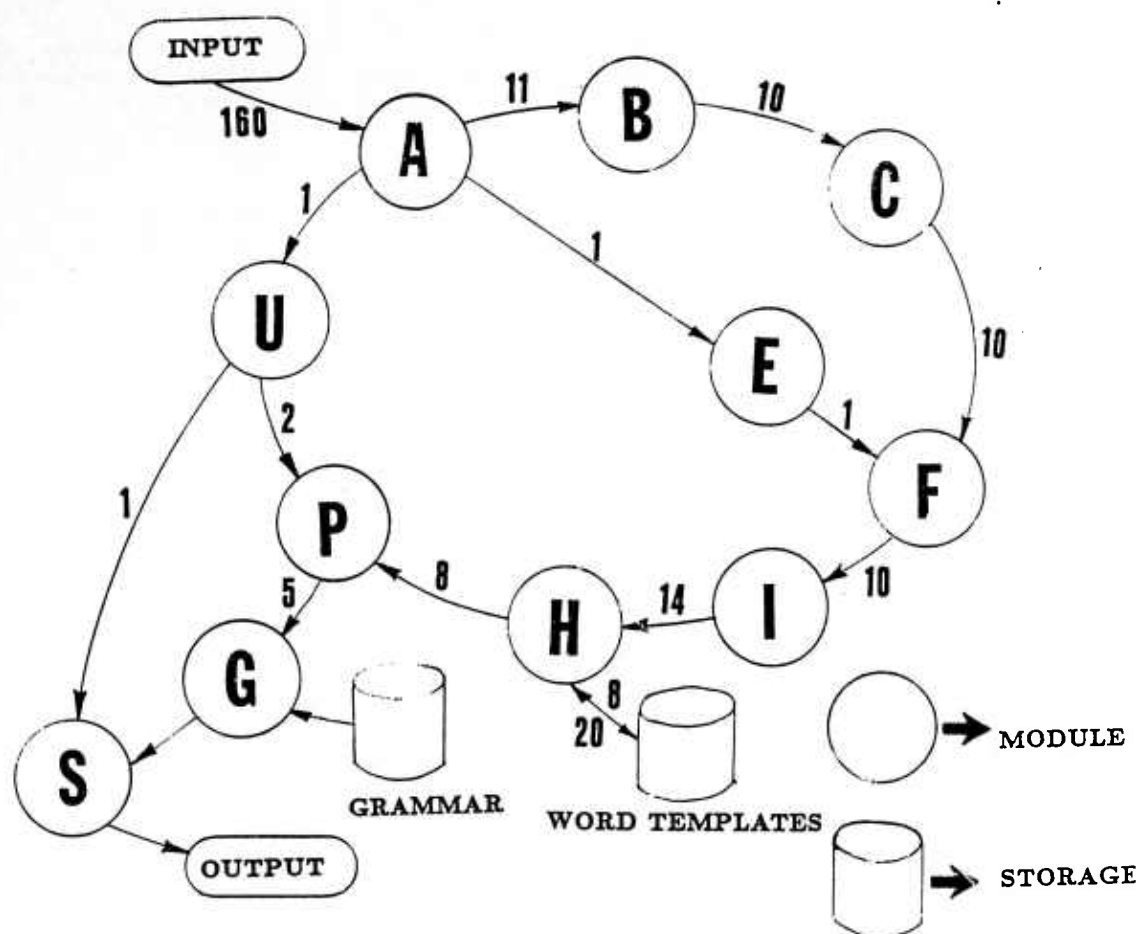 INPUT
160
A
11
B
10
C
1
1
U
10
E
1
2
F
1
P
10
8
14
I
H
5
G
8
20
S
MODULE
GRAMMAR
WORD TEMPLATES
OUTPUT
STORAGE